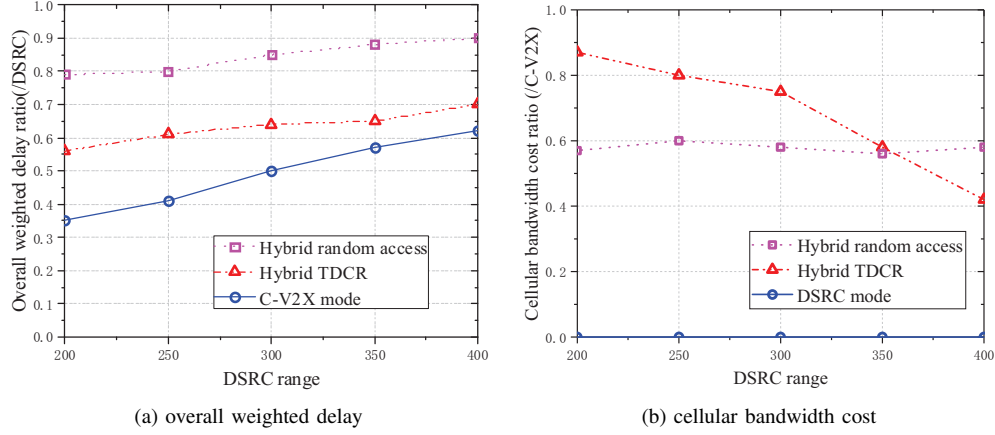 1.0
0.9
0.8
0.7
0.6
0.5
0.4
0.3
0.2
0.1
0.0
Overall weighted delay ratio(/DSRC)
Hybrid random access
Hybrid TDCR
C-V2X mode
200 250 300 350 400
DSRC range
(a) overall weighted delay
1.0
0.8
0.6
0.4
0.2
0.0
Cellular bandwidth cost ratio (/C-V2X)
Hybrid random access
Hybrid TDCR
DSRC mode
200 250 300 350 400
DSRC range
(b) cellular bandwidth cost